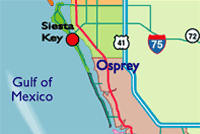 Siesta
Key
41
75
72
Osprey
Gulf of
Mexico